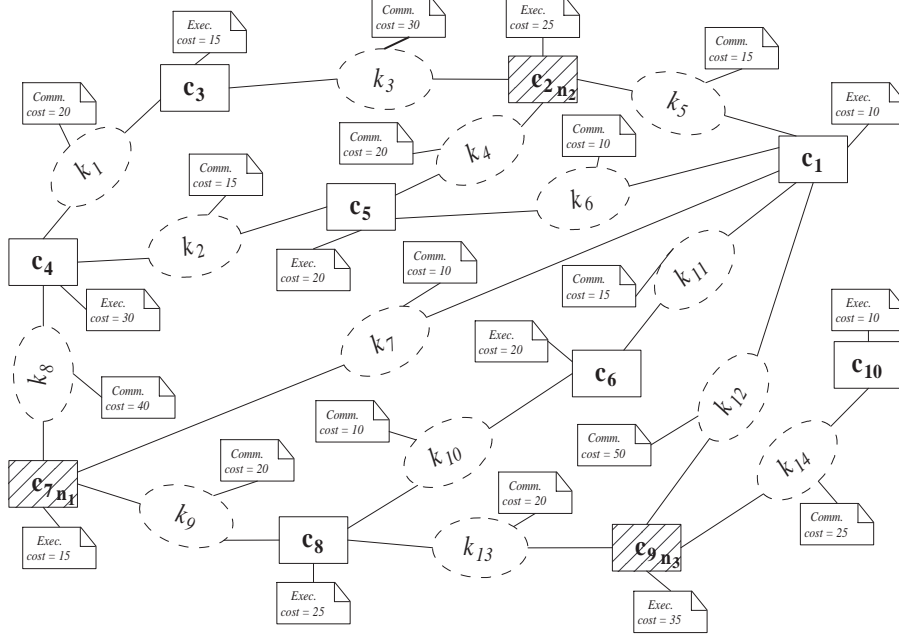 Exec.
cost = 15
Comm.
cost = 30
Exec.
cost = 25
Comm.
cost = 15
c3
k3
c2 n2
k5
Comm.
cost = 20
Exec.
cost = 10
k1
Comm.
cost = 20
k4
Comm.
cost = 10
c1
Comm.
cost = 15
c5
k6
c4
k2
Exec.
cost = 20
Comm.
cost = 10
k11
Comm.
cost = 15
Exec.
cost = 30
Exec.
cost = 10
k7
Exec.
cost = 20
k8
c6
c10
Comm.
cost = 40
k12
Comm.
cost = 10
k10
Comm.
cost = 50
k14
Comm.
cost = 20
c7 n1
Comm.
cost = 20
k9
Comm.
cost = 25
c8
k13
c9 n3
Exec.
cost = 15
Exec.
cost = 25
Exec.
cost = 35